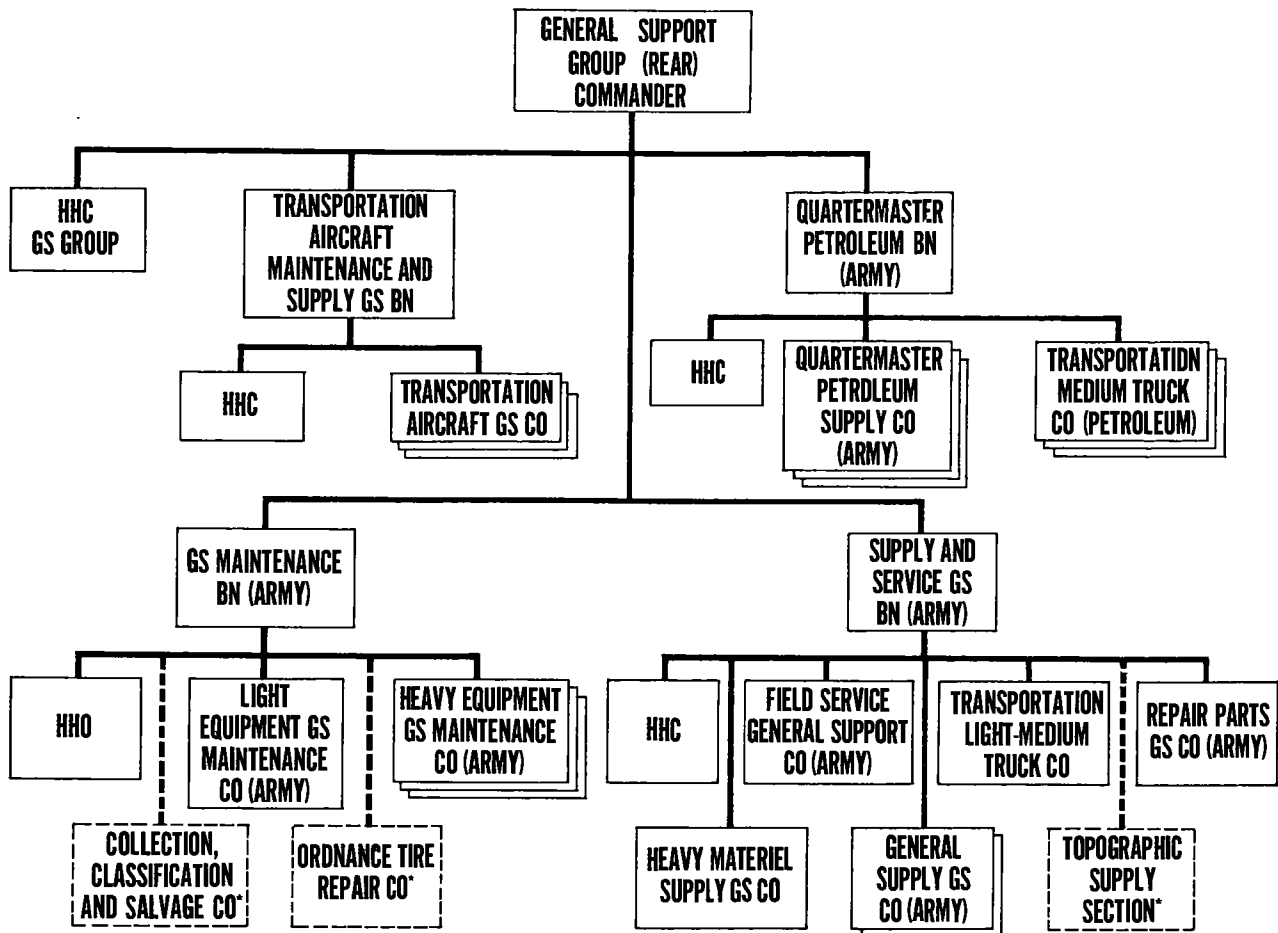 GENERAL SUPPORT
GROUP (REAR)
COMMANDER
HHC
GS GROUP
TRANSPORTATION
AIRCRAFT
MAINTENANCE AND
SUPPLY GS BN
QUARTERMASTER
PETROLEUM BN
(ARMY)
HHC
TRANSPORTATION
AIRCRAFT GS CO
HHC
QUARTERMASTER
PETROLEUM
SUPPLY CO
(ARMY)
TRANSPORTATION
MEDIUM TRUCK
CO (PETROLEUM)
GS MAINTENANCE
BN (ARMY)
SUPPLY AND
SERVICE GS
BN (ARMY)
HHO
LIGHT
EQUIPMENT GS
MAINTENANCE
CO (ARMY)
HEAVY EQUIPMENT
GS MAINTENANCE
CO (ARMY)
HHC
FIELD SERVICE
GENERAL SUPPORT
CO (ARMY)
TRANSPORTATION
LIGHT-MEDIUM
TRUCK CO
REPAIR PARTS
GS CO (ARMY)
COLLECTION,
CLASSIFICATION
AND SALVAGE CO*
ORDNANCE TIRE
REPAIR CO*
HEAVY MATERIEL
SUPPLY GS CO
GENERAL
SUPPLY GS
CO (ARMY)
TOPOGRAPHIC
SUPPLY
SECTION*